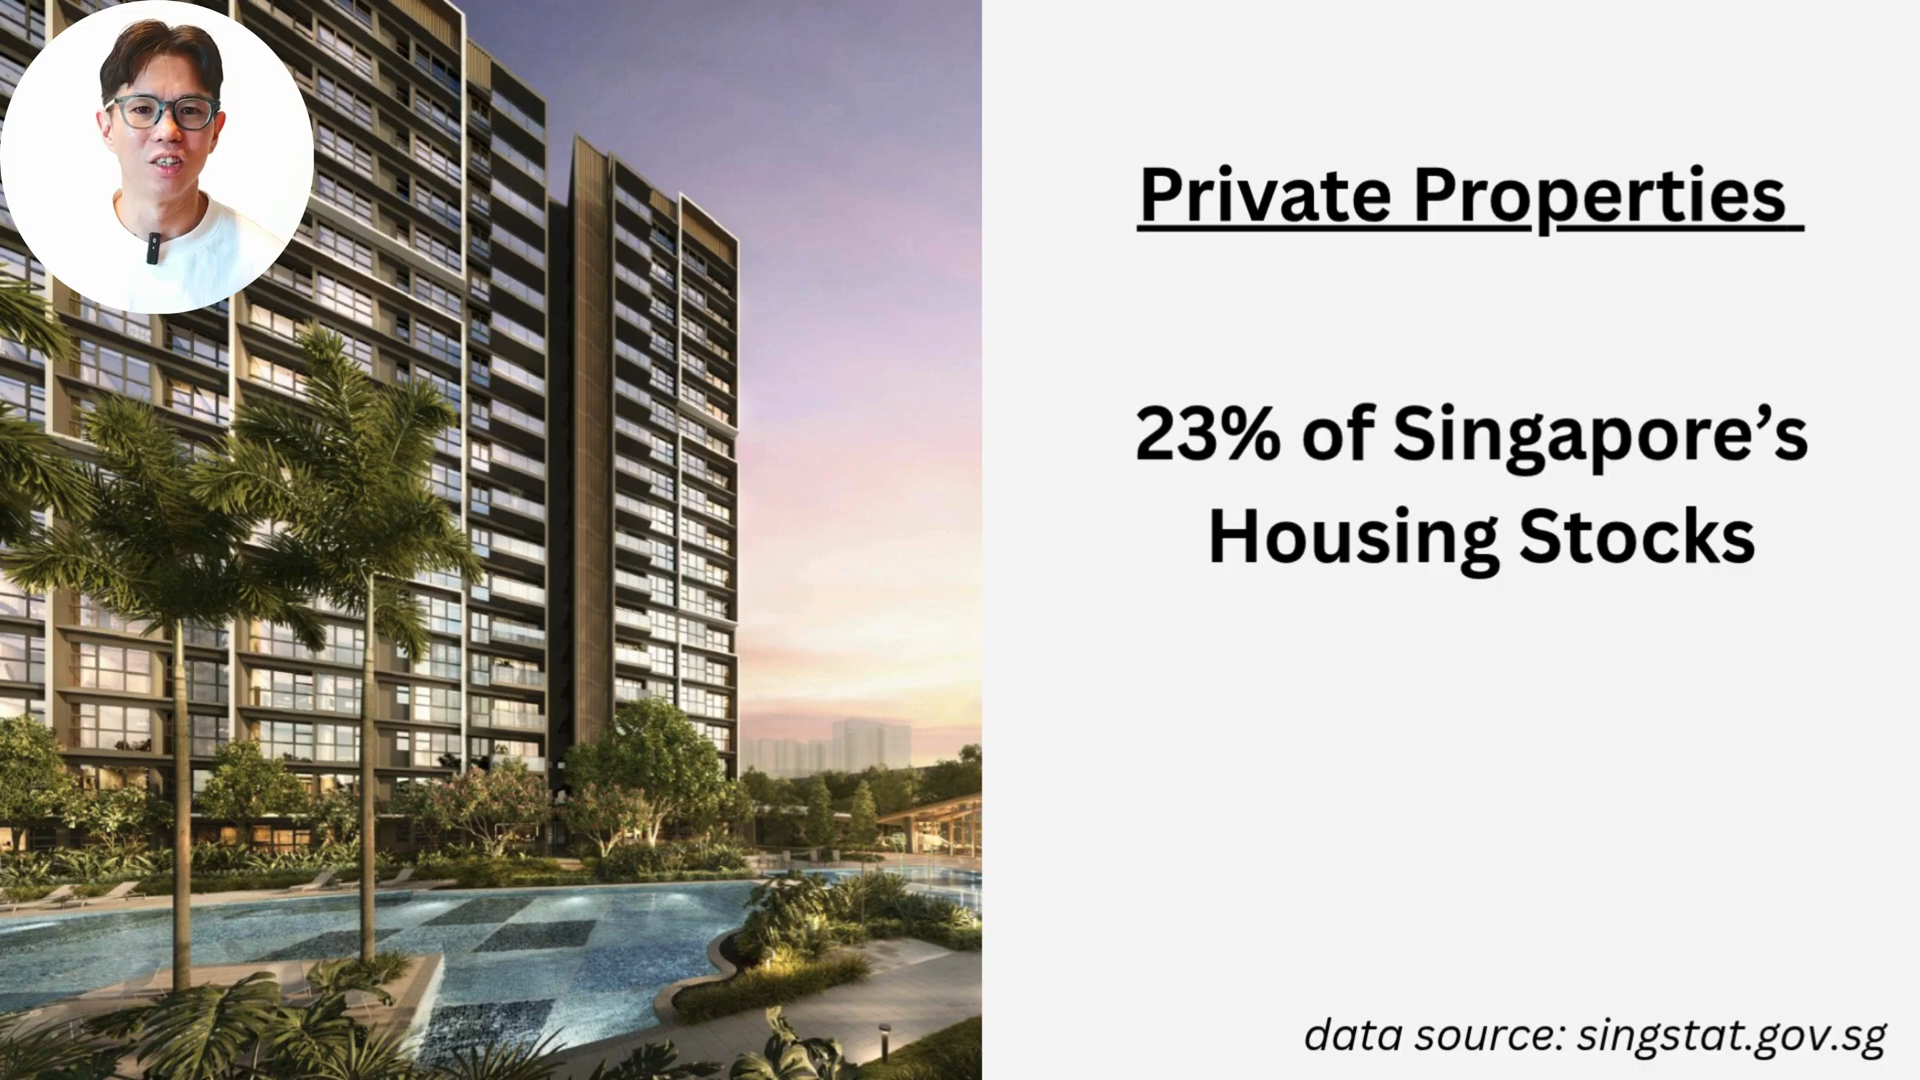 Private Properties
23% of Singapore’s
Housing Stocks
data source: singstat.gov.sg